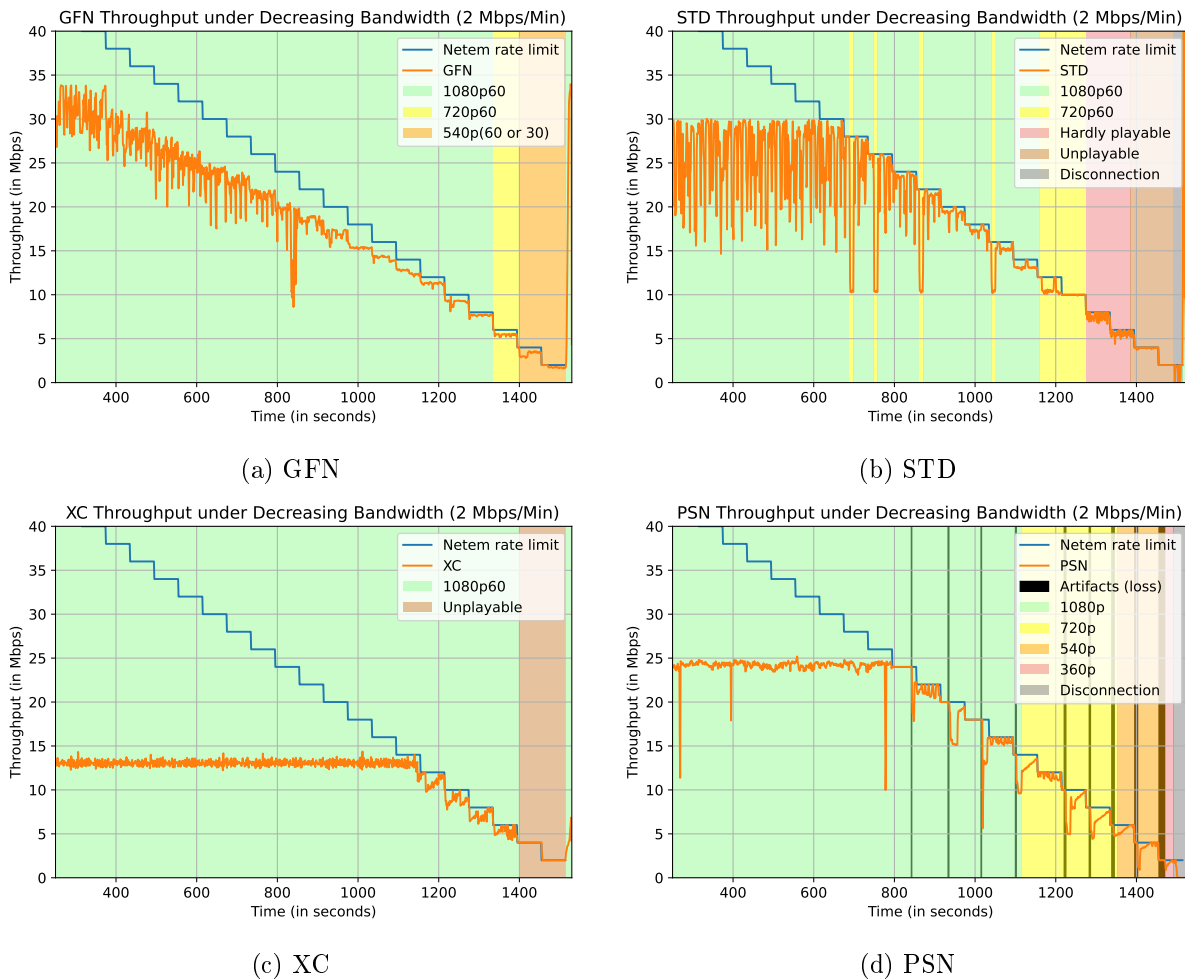 GFN Throughput under Decreasing Bandwidth (2 Mbps/Min)
Throughput (in Mbps)
40
35
30
25
20
15
10
5
0
Netem rate limit
GFN
1080p60
720p60
540p(60 or 30)
400
600
800
1000
1200
1400
Time (in seconds)
(a) GFN
STD Throughput under Decreasing Bandwidth (2 Mbps/Min)
Throughput (in Mbps)
40
35
30
25
20
15
10
5
0
Netem rate limit
STD
1080p60
720p60
Hardly playable
Unplayable
Disconnection
400
600
800
1000
1200
1400
Time (in seconds)
(b) STD
XC Throughput under Decreasing Bandwidth (2 Mbps/Min)
Throughput (in Mbps)
40
35
30
25
20
15
10
5
0
Netem rate limit
XC
1080p60
Unplayable
400
600
800
1000
1200
1400
Time (in seconds)
(c) XC
PSN Throughput under Decreasing Bandwidth (2 Mbps/Min)
Throughput (in Mbps)
40
35
30
25
20
15
10
5
0
Netem rate limit
PSN
Artifacts (loss)
1080p
720p
540p
360p
Disconnection
400
600
800
1000
1200
1400
Time (in seconds)
(d) PSN